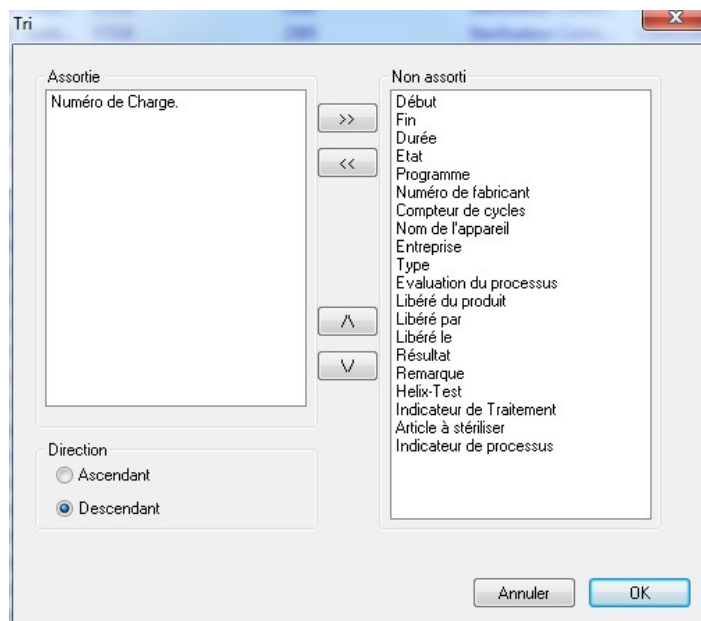 Tri
Assortie
Numéro de Charge.
>>
<<
/\
\/
Direction
Ascendant
Descendant
Non assorti
Début
Fin
Durée
Etat
Programme
Numéro de fabricant
Compteur de cycles
Nom de l'appareil
Entreprise
Type
Evaluation du processus
Libéré du produit
Libéré par
Libéré le
Résultat
Remarque
Helix-Test
Indicateur de Traitement
Article à stériliser
Indicateur de processus
Annuler
OK